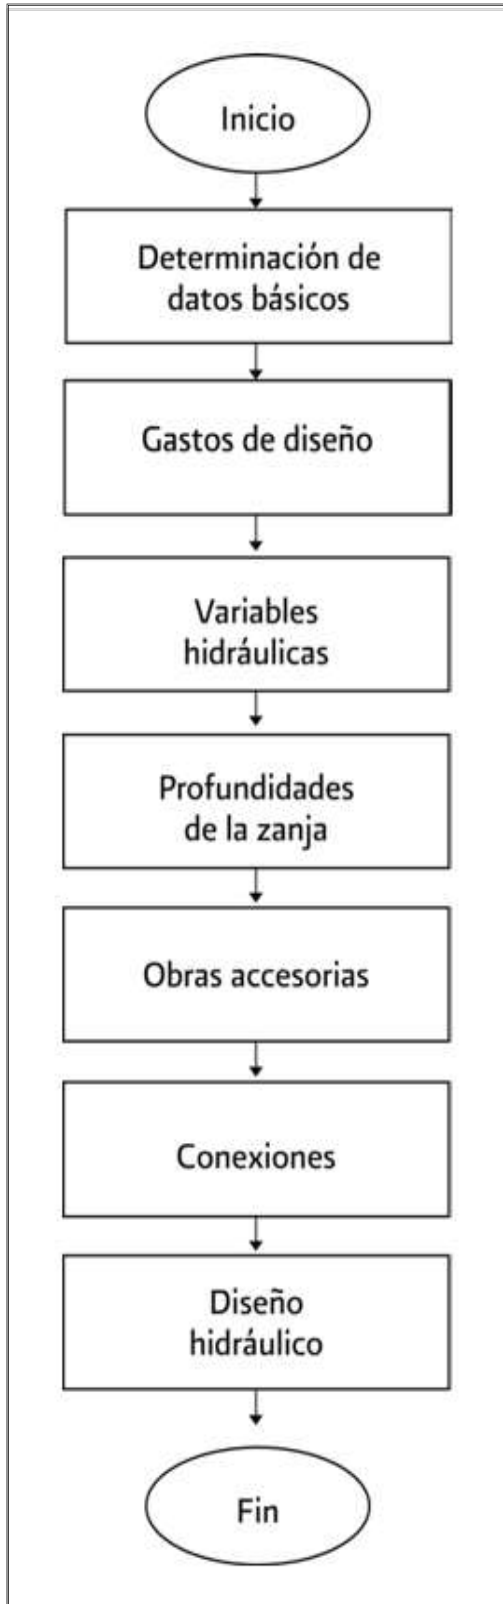 Inicio
Determinación de
datos básicos
Gastos de diseño
Variables
hidráulicas
Profundidades
de la zanja
Obras accesorias
Conexiones
Diseño
hidráulico
Fin